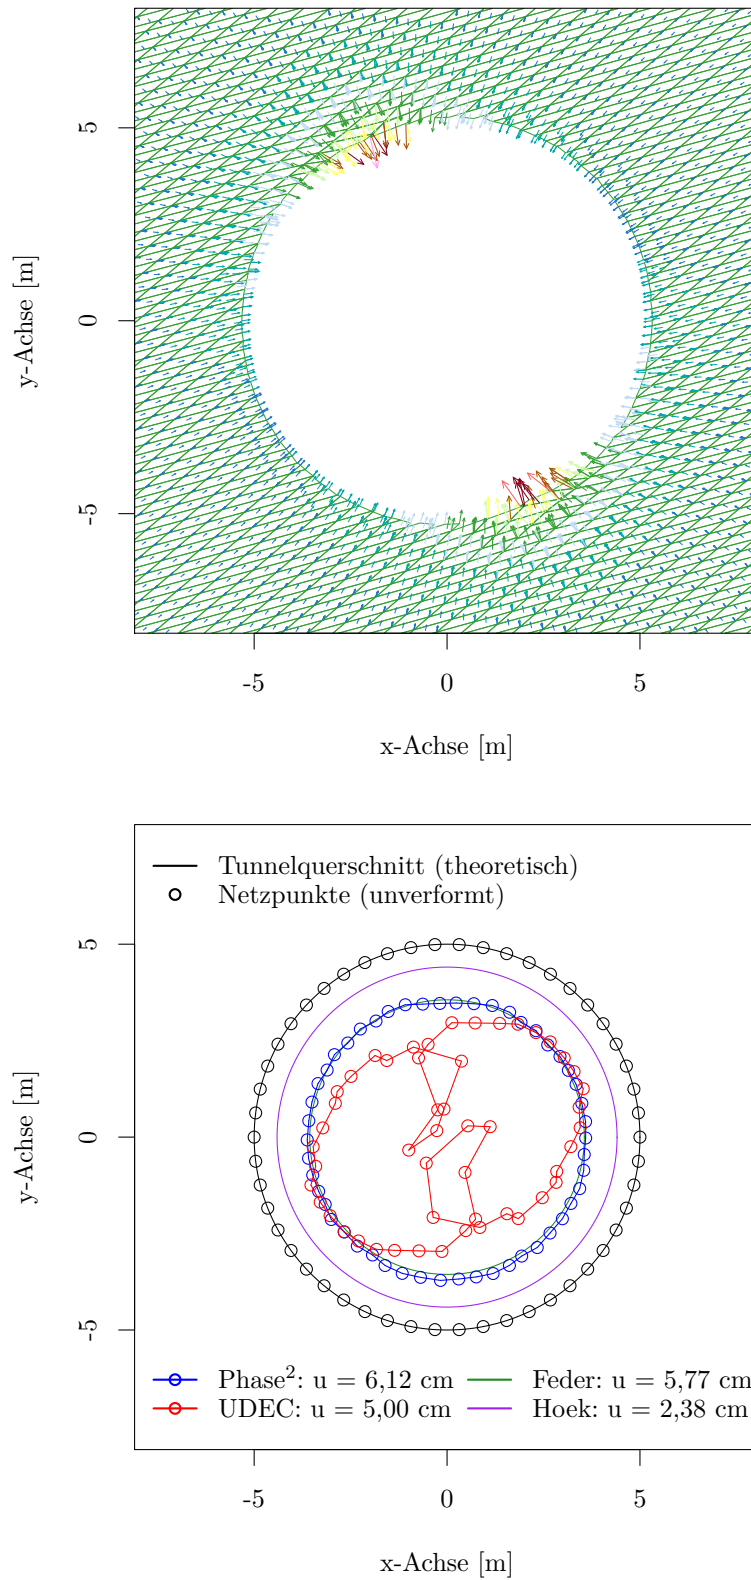 y-Achse [m]
5
0
-5
-5 0 5
x-Achse [m]
Tunnelquerschnitt (theoretisch)
Netzpunkte (unverformt)
y-Achse [m]
5
0
-5
Phase²: u = 6,12 cm Feder: u = 5,77 cm
UDEC: u = 5,00 cm Hoek: u = 2,38 cm
-5 0 5
x-Achse [m]